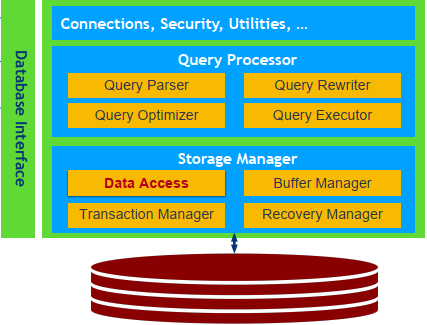 Database Interface
Connections, Security, Utilities, ...
Query Processor
Query Parser
Query Rewriter
Query Optimizer
Query Executor
Storage Manager
Data Access
Buffer Manager
Transaction Manager
Recovery Manager